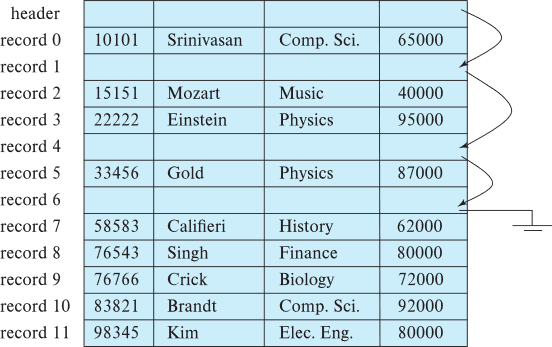 header
record 0 10101 Srinivasan Comp. Sci. 65000
record 1
record 2 15151 Mozart Music 40000
record 3 22222 Einstein Physics 95000
record 4
record 5 33456 Gold Physics 87000
record 6
record 7 58583 Califieri History 62000
record 8 76543 Singh Finance 80000
record 9 76766 Crick Biology 72000
record 10 83821 Brandt Comp. Sci. 92000
record 11 98345 Kim Elec. Eng. 80000